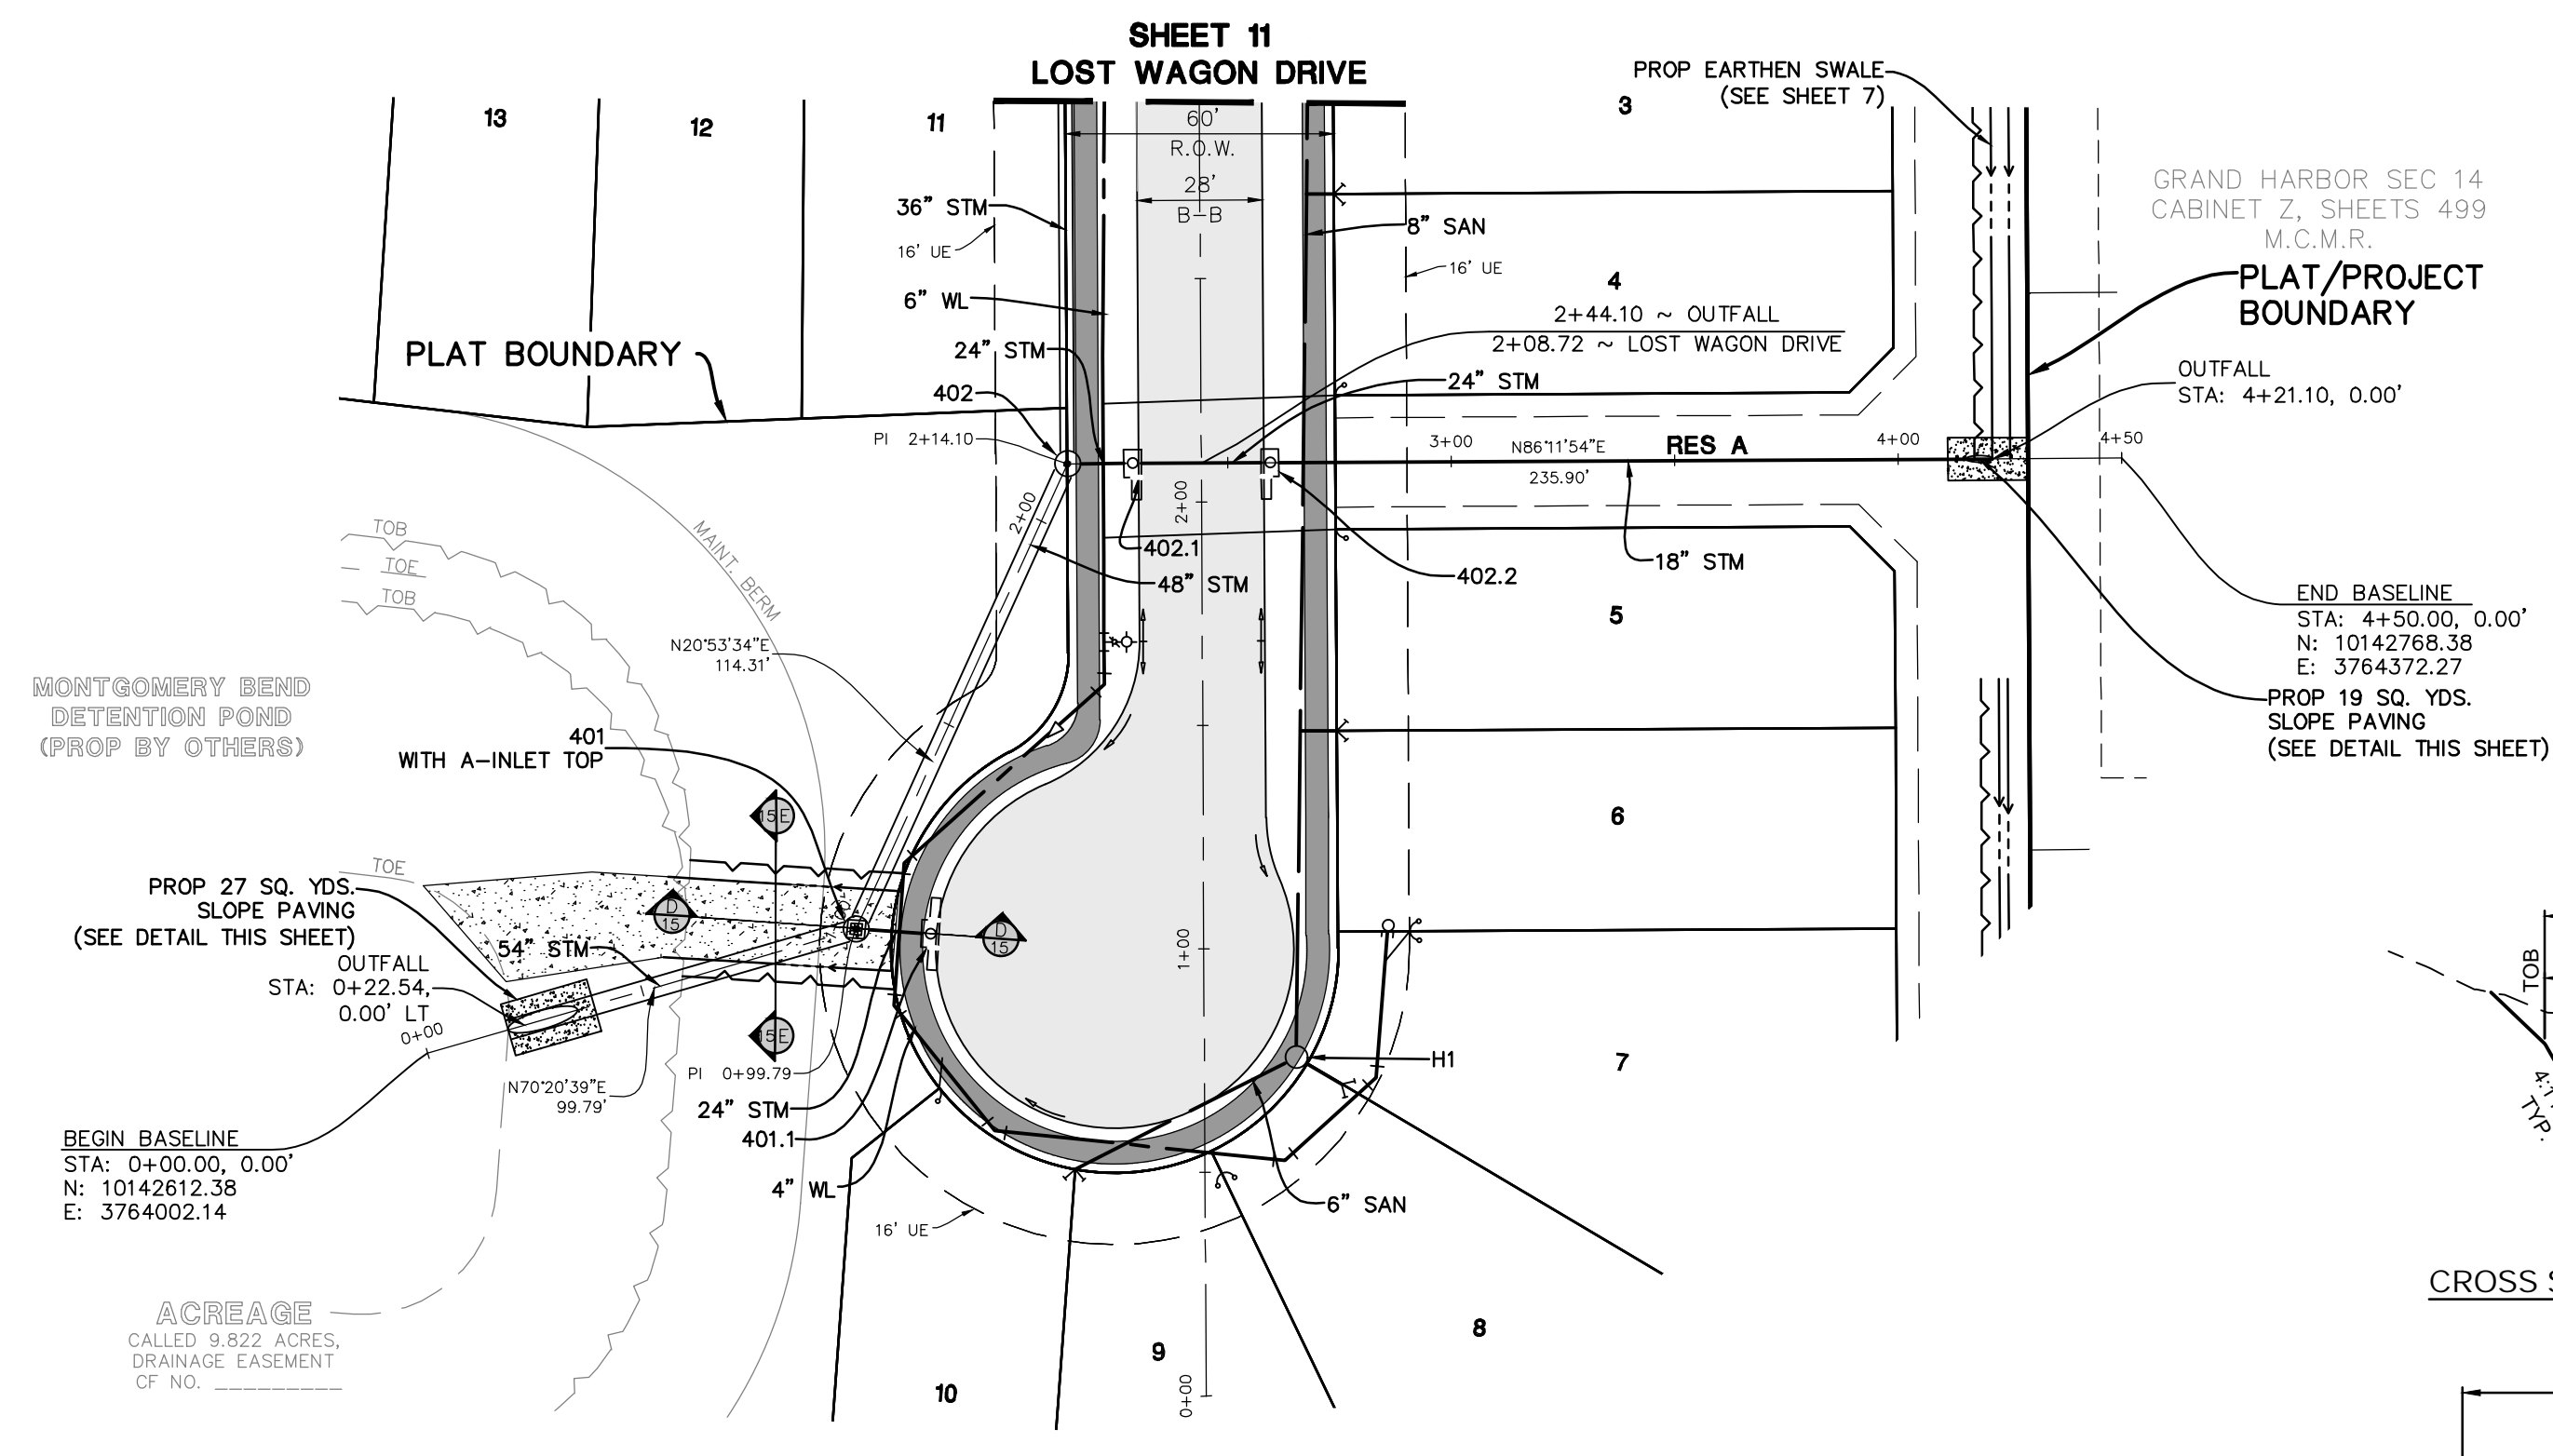 SHEET 11
LOST WAGON DRIVE
PROP EARTHEN SWALE
(SEE SHEET 7)
13
12
11
3
60'
R.O.W.
28'
B-B
36" STM
16' UE
8" SAN
16' UE
6" WL
4
GRAND HARBOR SEC 14
CABINET Z, SHEETS 499
M.C.M.R.
PLAT/PROJECT
BOUNDARY
2+44.10 ~ OUTFALL
2+08.72 ~ LOST WAGON DRIVE
PLAT BOUNDARY
24" STM
24" STM
402
OUTFALL
STA: 4+21.10, 0.00'
PI 2+14.10
3+00
N86°11'54"E
235.90'
RES A
4+00
4+50
2+00
2+00
TOB
TOE
TOB
MAINT. BERM
402.1
48" STM
402.2
18" STM
5
END BASELINE
STA: 4+50.00, 0.00'
N: 10142768.38
E: 3764372.27
N20°53'34"E
114.31'
MONTGOMERY BEND
DETENTION POND
(PROP BY OTHERS)
PROP 19 SQ. YDS.
SLOPE PAVING
(SEE DETAIL THIS SHEET)
401
WITH A-INLET TOP
15 E
6
TOE
PROP 27 SQ. YDS.
SLOPE PAVING
(SEE DETAIL THIS SHEET)
D
15
D
15
54" STM
OUTFALL
STA: 0+22.54,
0.00' LT
0+00
1+00
TOB
15 E
PI 0+99.79
H1
7
N70°20'39"E
99.79'
24" STM
401.1
4" WL
6" SAN
16' UE
BEGIN BASELINE
STA: 0+00.00, 0.00'
N: 10142612.38
E: 3764002.14
TYP.
CROSS
ACREAGE
CALLED 9.822 ACRES,
DRAINAGE EASEMENT
CF NO. _________
8
9
10
0+00